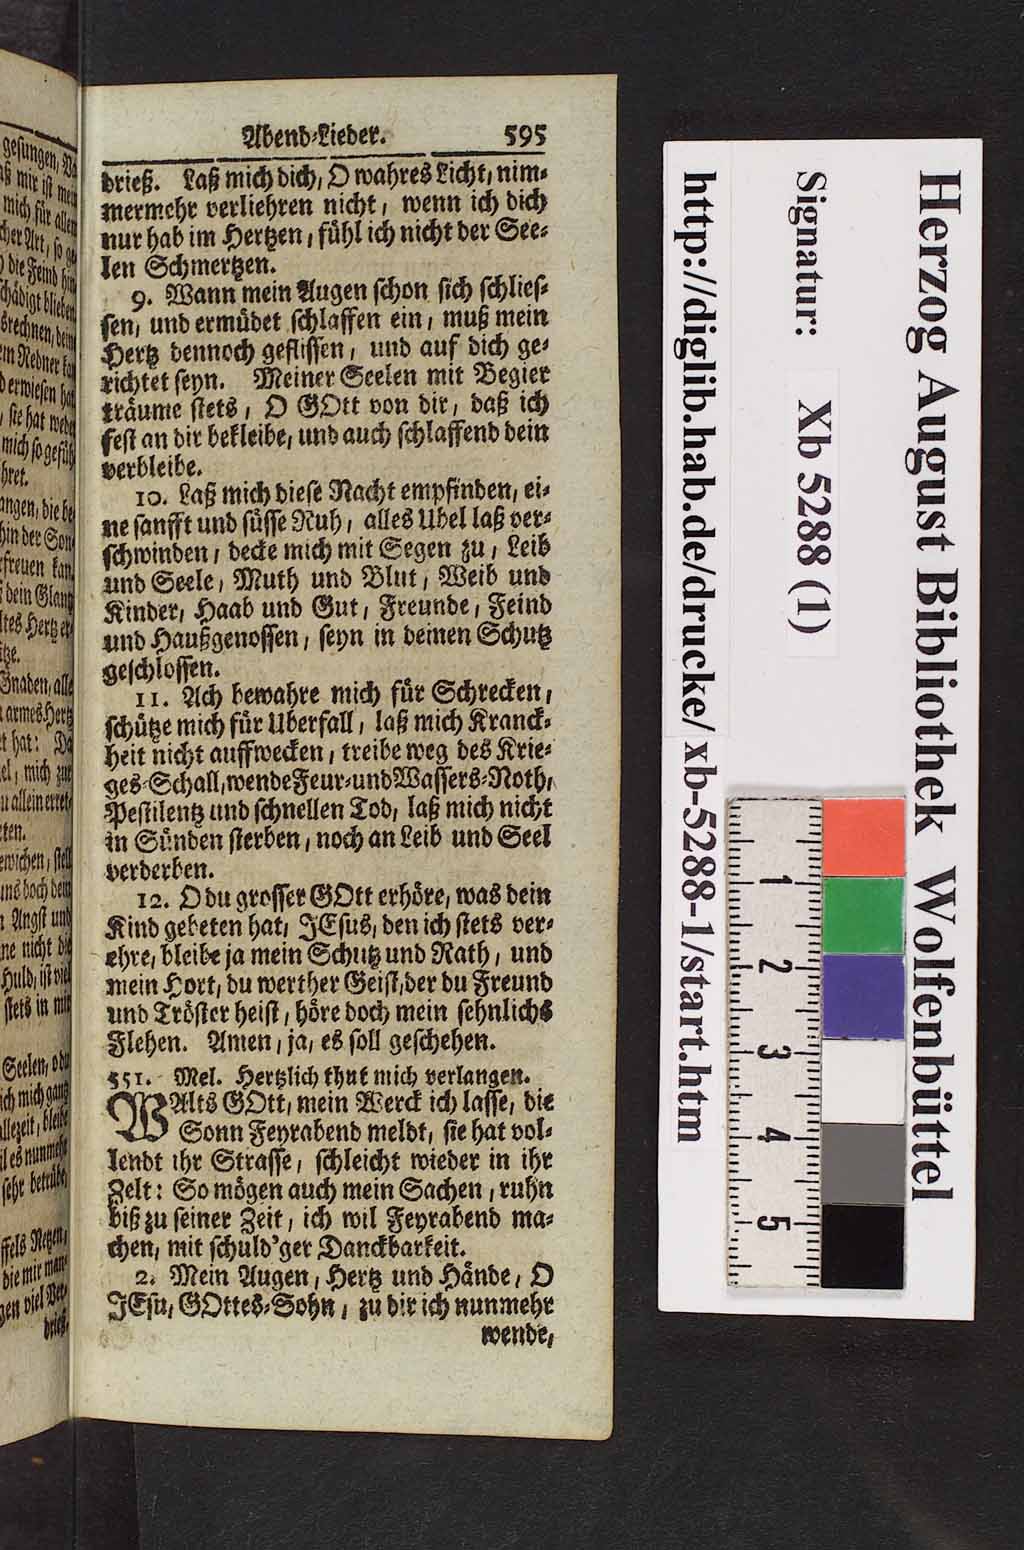 Abend-Lieder. 595
drieß. Laß mich dich, O wahres Licht, nim-
mermehr verliehren nicht, wenn ich dich
nur hab im Hertzen, fühl ich nicht der See-
len Schmertzen.
9. Wann mein Augen schon sich schlies-
sen, und ermüdet schlaffen ein, muß mein
Hertz dennoch geflissen, und auf dich ge-
richtet seyn. Meiner Seelen mit Begier
träume stets, O GOtt von dir, daß ich
fest an dir bekleibe, und auch schlaffend dein
verbleibe.
10. Laß mich diese Nacht empfinden, ei-
ne sanfft und süsse Ruh, alles Ubel laß ver-
schwinden, decke mich mit Segen zu, Leib
und Seele, Muth und Blut, Weib und
Kinder, Haab und Gut, Freunde, Feind
und Haußgenossen, seyn in deinen Schutz
geschlossen.
11. Ach bewahre mich für Schrecken,
schütze mich für Uberfall, laß mich Kranck-
heit nicht auffwecken, treibe weg des Krie-
ges-Schall, wende Feur- und Wassers-Noth,
Pestilentz und schnellen Tod, laß mich nicht
in Sünden sterben, noch an Leib und Seel
verderben.
12. O du grosser GOtt erhöre, was dein
Kind gebeten hat, JEsus, den ich stets ver-
ehre, bleibe ja mein Schutz und Rath, und
mein Hort, du werther Geist, der du Freund
und Tröster heist, höre doch mein sehnlichs
Flehen. Amen, ja, es soll geschehen.
551. Mel. Hertzlich thut mich verlangen.
WAlts GOtt, mein Werck ich lasse, die
Sonn Feyrabend meldt, sie hat vol-
lendt ihr Strasse, schleicht wieder in ihr
Zelt: So mögen auch mein Sachen, ruhn
biß zu seiner Zeit, ich wil Feyrabend ma-
chen, mit schuld'ger Danckbarkeit.
2. Mein Augen, Hertz und Hände, O
JEsu, GOttes-Sohn, zu dir ich nunmehr
wende,
Herzog August Bibliothek Wolfenbüttel
Signatur: Xb 5288 (1)
http://diglib.hab.de/drucke/ xb-5288-1/start.htm
1
2
3
4
5